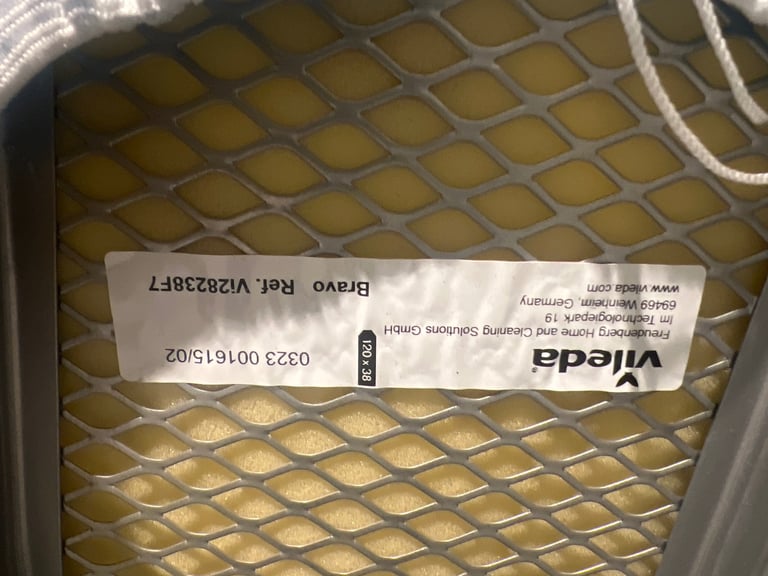 vileda®
Freudenberg Home and Cleaning Solutions GmbH
Im Technologiepark 19
69469 Weinheim, Germany
www.vileda.com
120 x 38
0323 001615/02
Bravo Ref. Vi28238F7